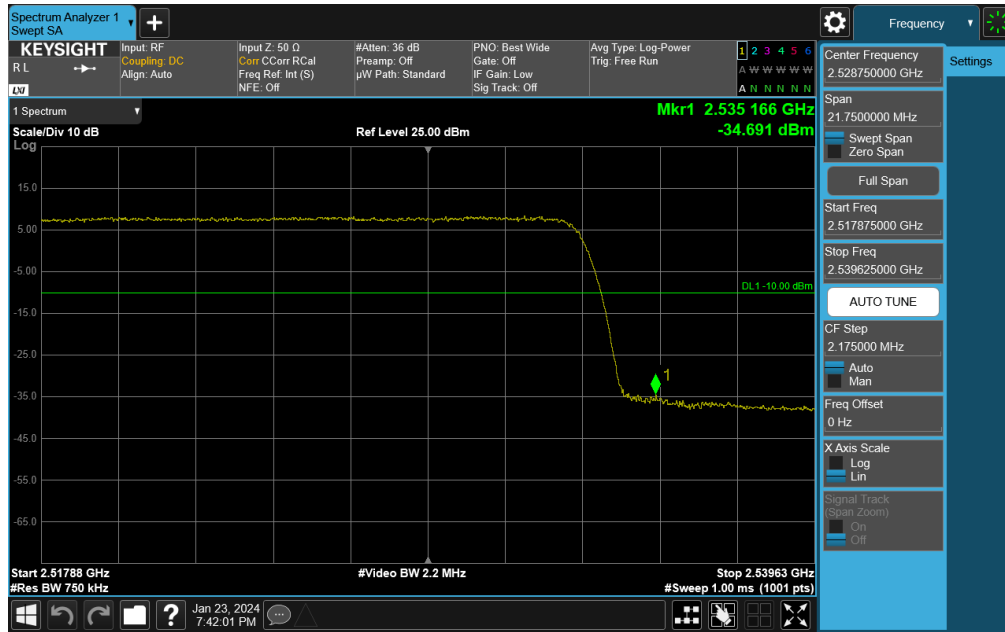 Spectrum Analyzer 1
Swept SA
Frequency
Settings
KEYSIGHT
R L
LXI
Input: RF
Coupling: DC
Align: Auto
Input Z: 50 Ω
Corr CCorr RCal
Freq Ref: Int (S)
NFE: Off
#Atten: 36 dB
Preamp: Off
µW Path: Standard
PNO: Best Wide
Gate: Off
IF Gain: Low
Sig Track: Off
Avg Type: Log-Power
Trig: Free Run
1 2 3 4 5 6
A W W W W W
A N N N N N
1 Spectrum
Scale/Div 10 dB
Log
Ref Level 25.00 dBm
Mkr1 2.535 166 GHz
-34.691 dBm
15.0
5.00
-5.00
-15.0
-25.0
-35.0
-45.0
-55.0
-65.0
DL1 -10.00 dBm
1
Start 2.51788 GHz
#Res BW 750 kHz
#Video BW 2.2 MHz
Stop 2.53963 GHz
#Sweep 1.00 ms (1001 pts)
Center Frequency
2.528750000 GHz
Span
21.7500000 MHz
Swept Span
Zero Span
Full Span
Start Freq
2.517875000 GHz
Stop Freq
2.539625000 GHz
AUTO TUNE
CF Step
2.175000 MHz
Auto
Man
Freq Offset
0 Hz
X Axis Scale
Log
Lin
Signal Track
(Span Zoom)
On
Off
?
Jan 23, 2024
7:42:01 PM